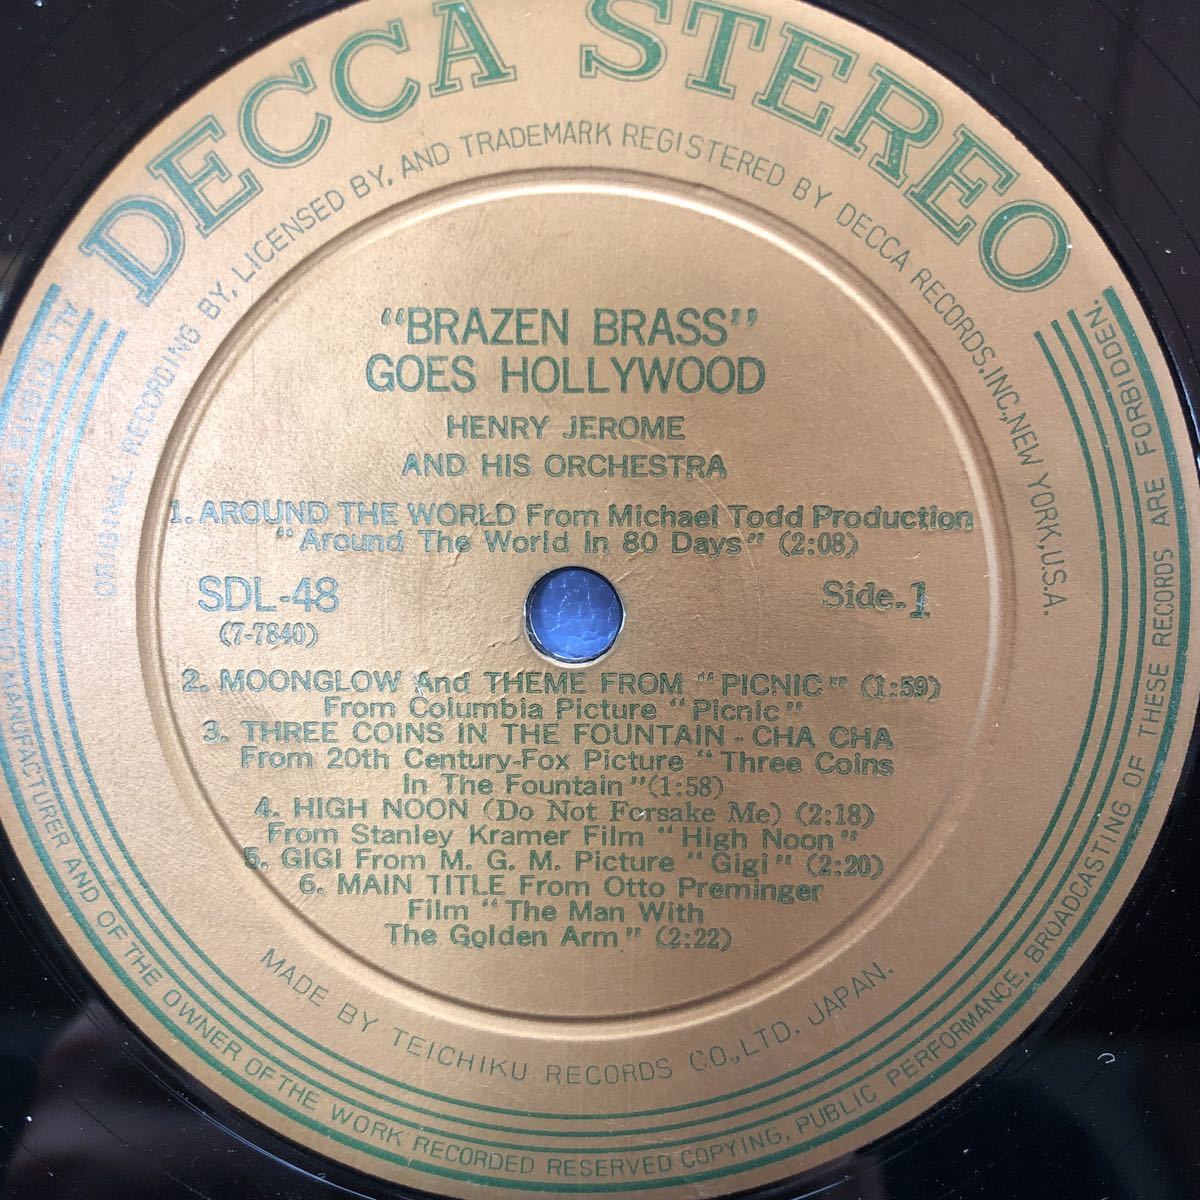 DECCA STEREO
ORIGINAL RECORDING BY, LICENSED BY, AND TRADEMARK REGISTERED BY DECCA RECORDS, INC., NEW YORK, U.S.A.
"BRAZEN BRASS"
GOES HOLLYWOOD
HENRY JEROME
AND HIS ORCHESTRA
1. AROUND THE WORLD From Michael Todd Production
"Around The World In 80 Days" (2:08)
SDL-48
Side-1
(7-7840)
2. MOONGLOW And THEME FROM "PICNIC" (1:59)
From Columbia Picture "Picnic"
3. THREE COINS IN THE FOUNTAIN - CHA CHA
From 20th Century-Fox Picture "Three Coins
In The Fountain" (1:58)
4. HIGH NOON (Do Not Forsake Me) (2:18)
From Stanley Kramer Film "High Noon"
5. GIGI From M. G. M. Picture "Gigi" (2:20)
6. MAIN TITLE From Otto Preminger
Film "The Man With
The Golden Arm" (2:22)
MADE BY TEICHIKU RECORDS CO., LTD. JAPAN.
ALL RIGHTS OF THE RECORD MANUFACTURER AND OF THE OWNER OF THE WORK RECORDED RESERVED COPYING, PUBLIC PERFORMANCE, BROADCASTING OF THESE RECORDS ARE FORBIDDEN.